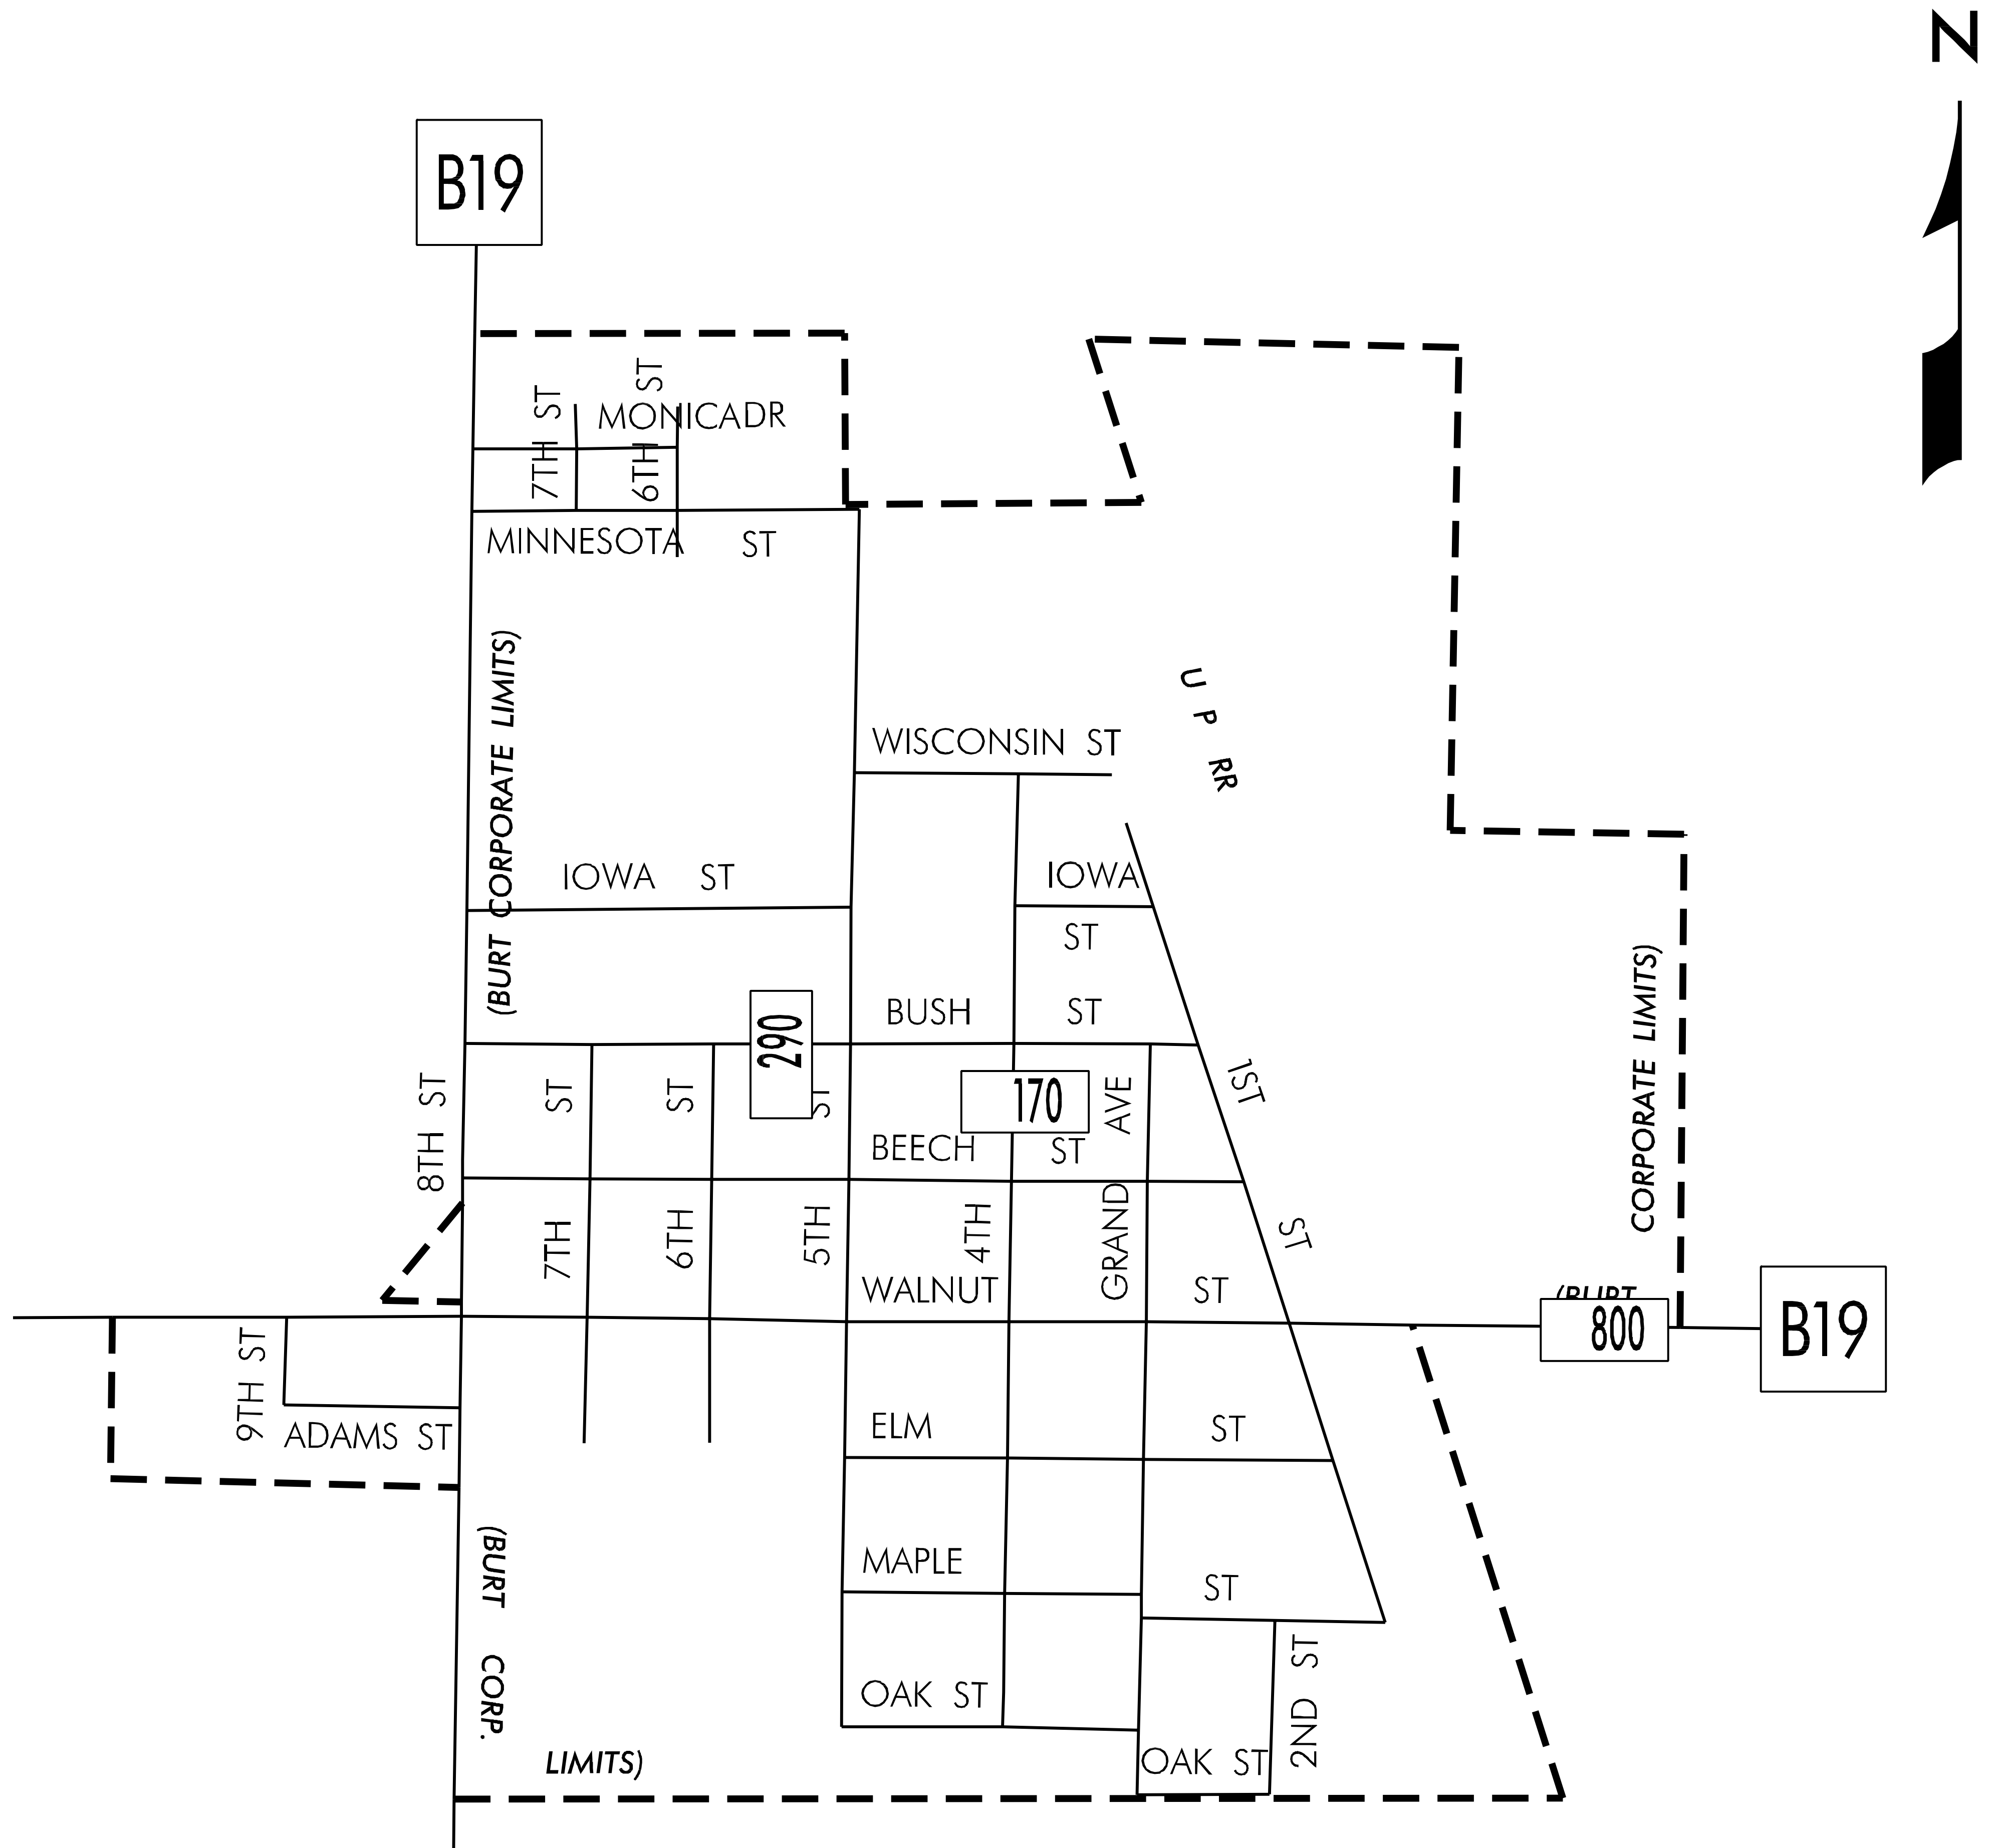 N
B19
7TH ST
6TH ST
MONICADR
MINNESOTA ST
(BURT CORPORATE LIMITS)
U P RR
WISCONSIN ST
IOWA ST
IOWA
ST
BUSH ST
290
170
8TH ST
7TH ST
6TH ST
5TH ST
4TH
GRAND AVE
1ST ST
BEECH ST
WALNUT ST
(BURT
CORPORATE LIMITS)
800
B19
9TH ST
ADAMS ST
ELM ST
MAPLE ST
OAK ST
OAK ST
2ND ST
(BURT CORP.
LIMITS)